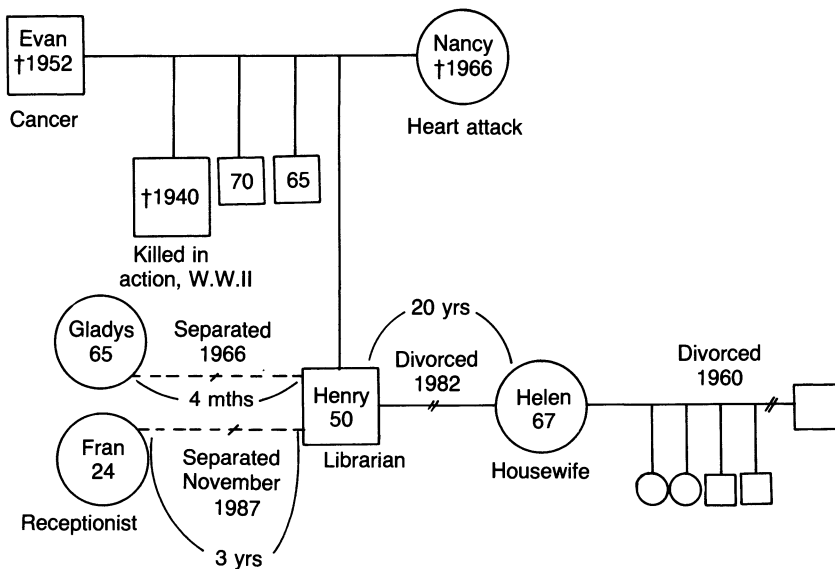 Evan
†1952
Cancer
Nancy
†1966
Heart attack
†1940
70
65
Killed in
action, W.W.II
Gladys
65
Separated
1966
4 mths
20 yrs
Divorced
1982
Divorced
1960
Henry
50
Librarian
Helen
67
Housewife
Fran
24
Receptionist
Separated
November
1987
3 yrs